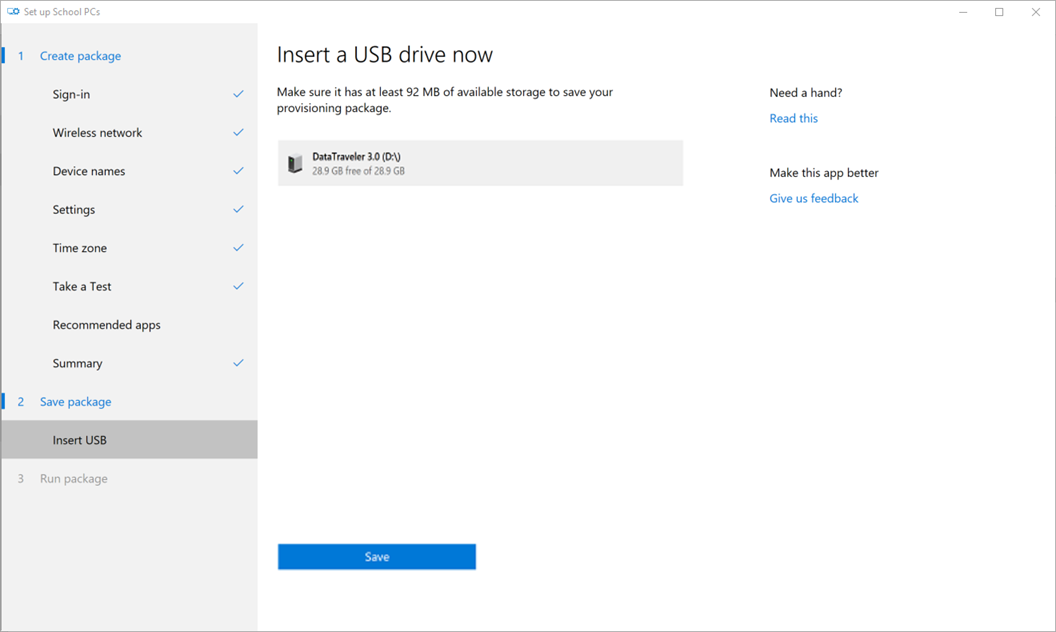 Set up School PCs
1 Create package
Sign-in
Wireless network
Device names
Settings
Time zone
Take a Test
Recommended apps
Summary
2 Save package
Insert USB
3 Run package
Insert a USB drive now
Make sure it has at least 92 MB of available storage to save your
provisioning package.
DataTraveler 3.0 (D:\)
28.9 GB free of 28.9 GB
Save
Need a hand?
Read this
Make this app better
Give us feedback